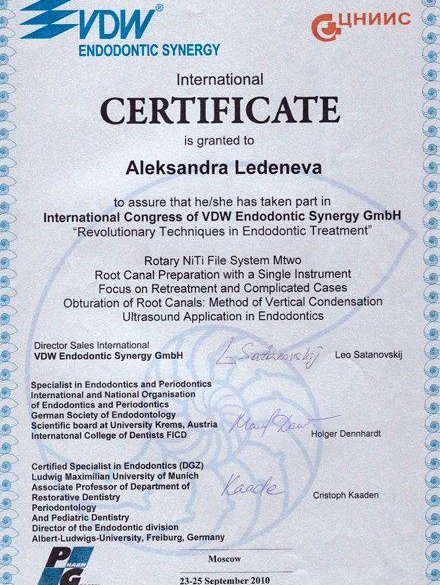 VDW®
ENDODONTIC SYNERGY
ЦНИИС
International
CERTIFICATE
is granted to
Aleksandra Ledeneva
to assure that he/she has taken part in
International Congress of VDW Endodontic Synergy GmbH
"Revolutionary Techniques in Endodontic Treatment"
Rotary NiTi File System Mtwo
Root Canal Preparation with a Single Instrument
Focus on Retreatment and Complicated Cases
Obturation of Root Canals: Method of Vertical Condensation
Ultrasound Application in Endodontics
Director Sales International
VDW Endodontic Synergy GmbH
L Satanovskij
Leo Satanovskij
Specialist in Endodontics and Periodontics
International and National Organisation
of Endodontics and Periodontics
German Society of Endodontology
Scientific board at University Krems, Austria
Internatonal College of Dentists FICD
Holger Dennhardt
Certified Specialist in Endodontics (DGZ)
Ludwig Maximilian University of Munich
Associate Professor of Department of
Restorative Dentistry
Periodontology
And Pediatric Dentistry
Director of the Endodontic division
Albert-Ludwigs-University, Freiburg, Germany
Kaade
Cristoph Kaaden
P HARM
G
Moscow
23-25 September 2010